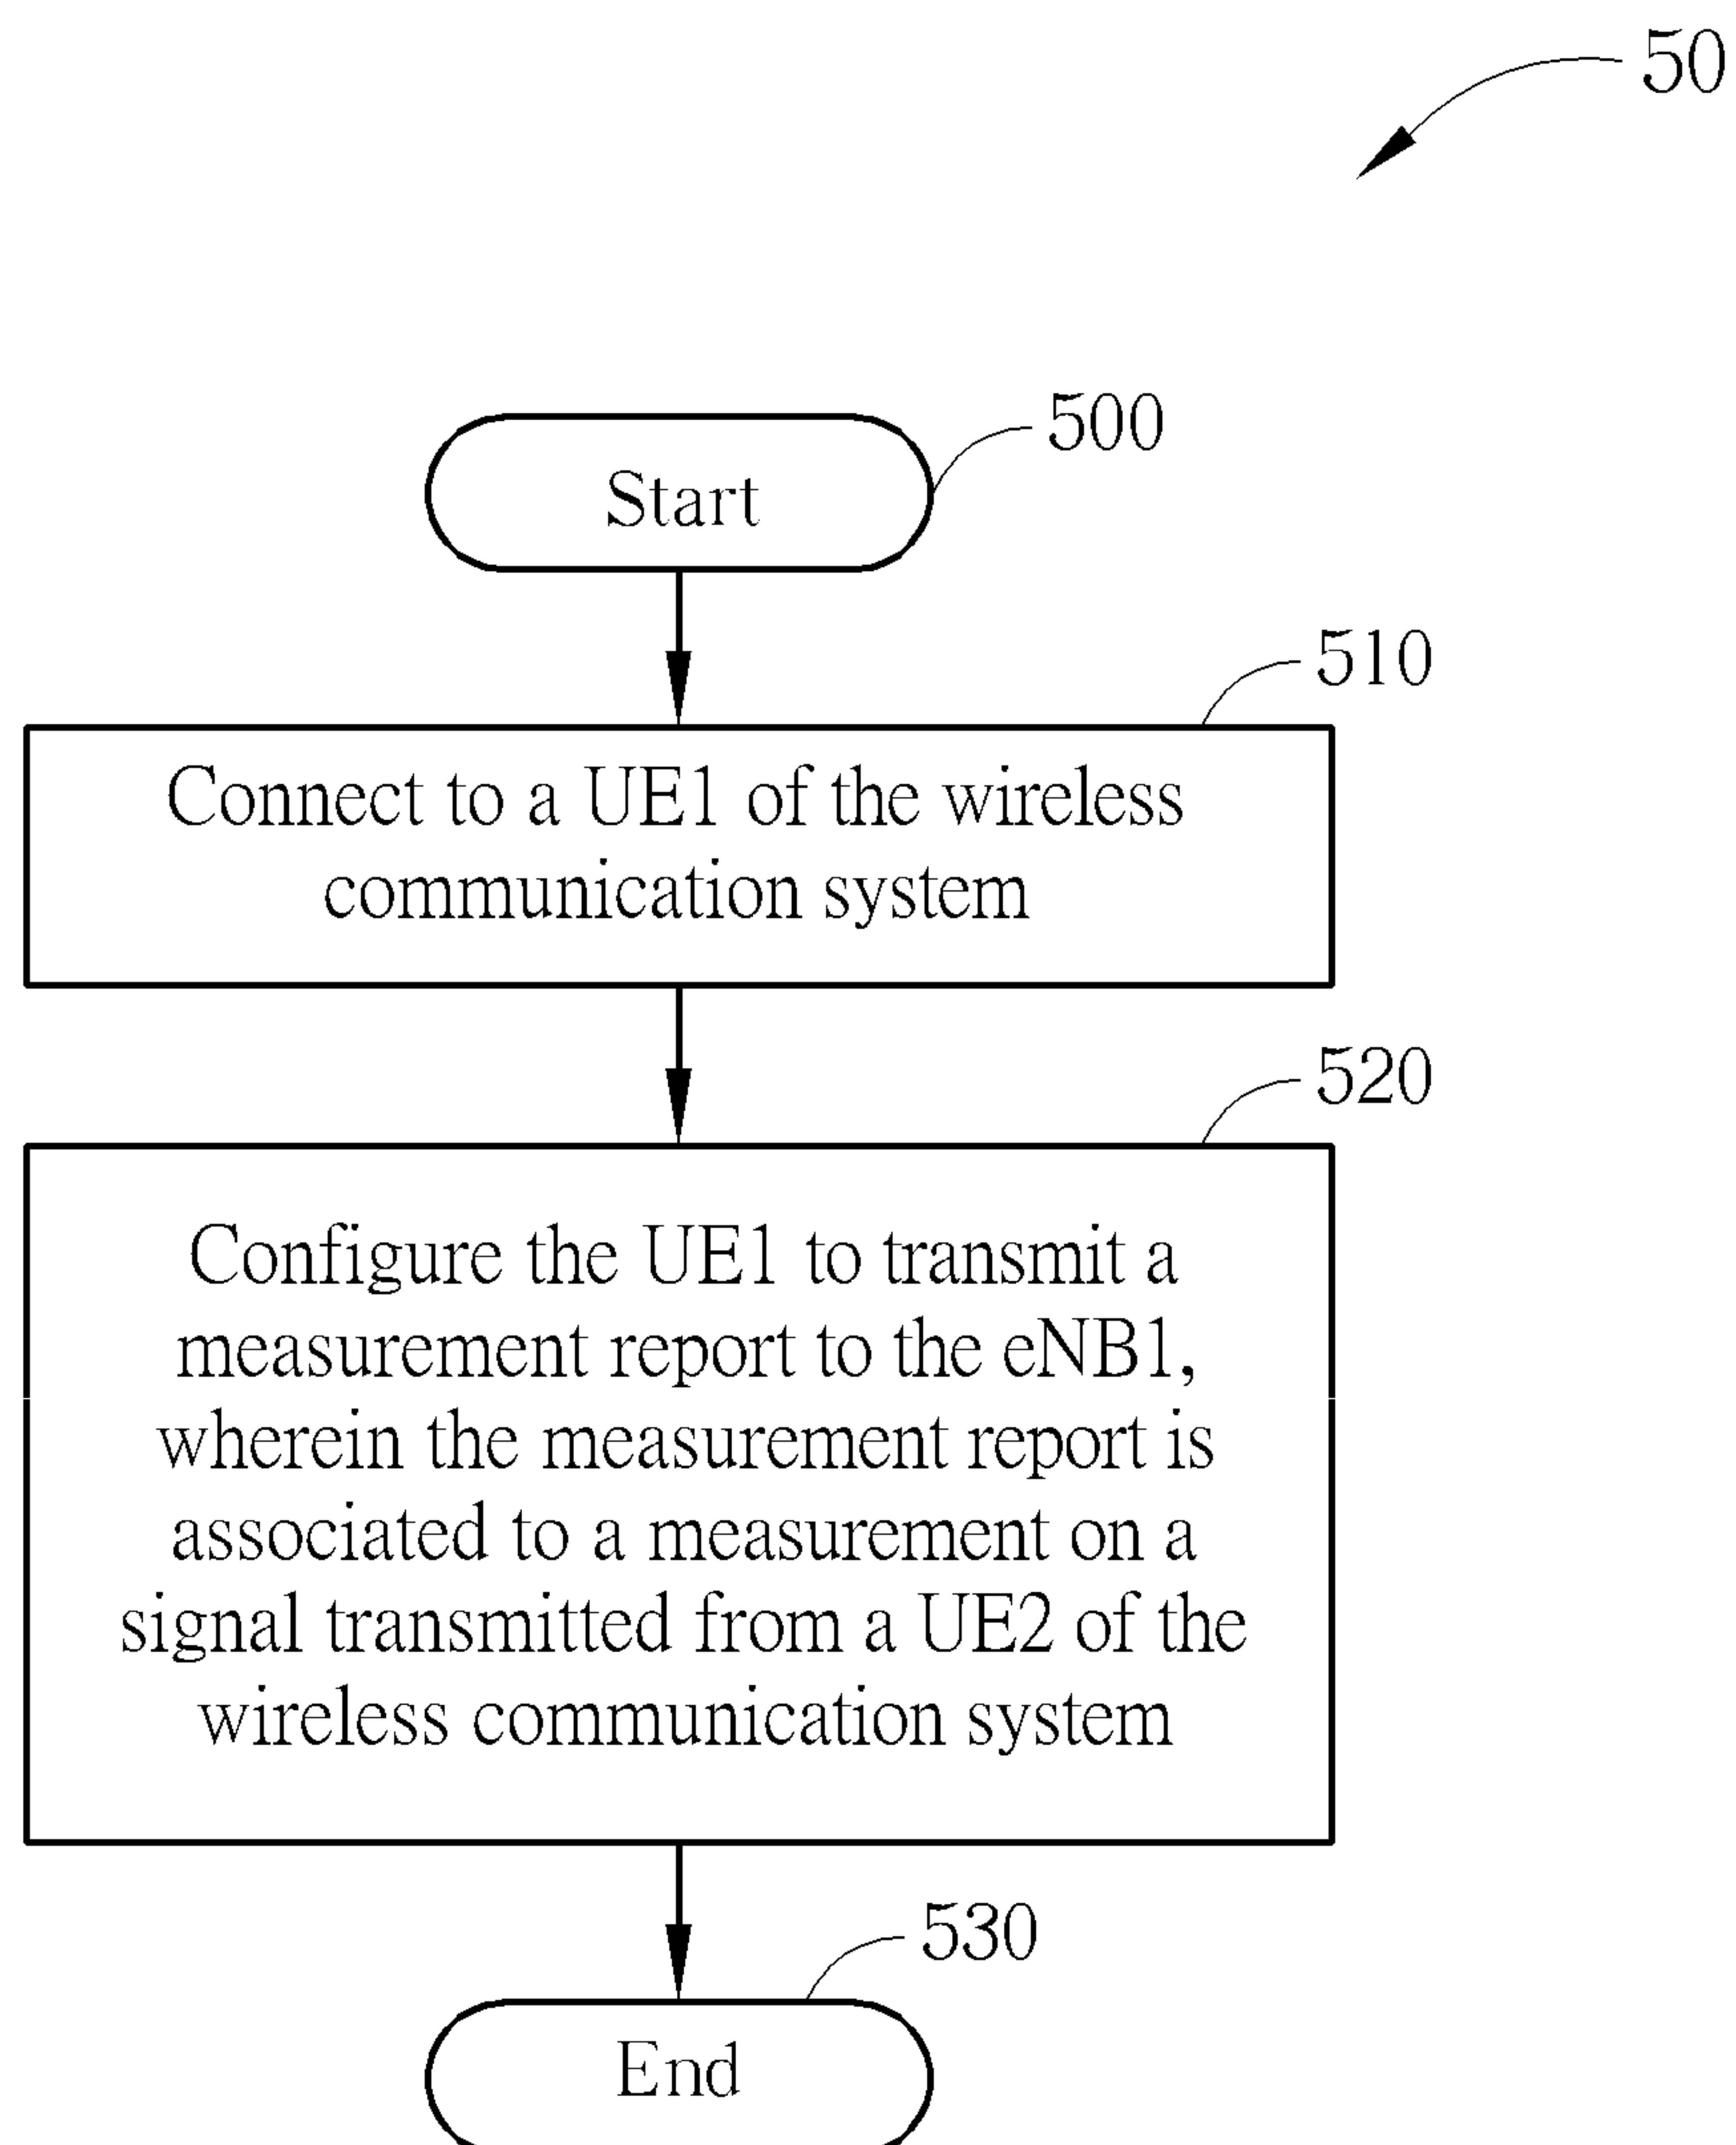 50
500
Start
510
Connect to a UE1 of the wireless
communication system
520
Configure the UE1 to transmit a
measurement report to the eNB1,
wherein the measurement report is
associated to a measurement on a
signal transmitted from a UE2 of the
wireless communication system
530
End